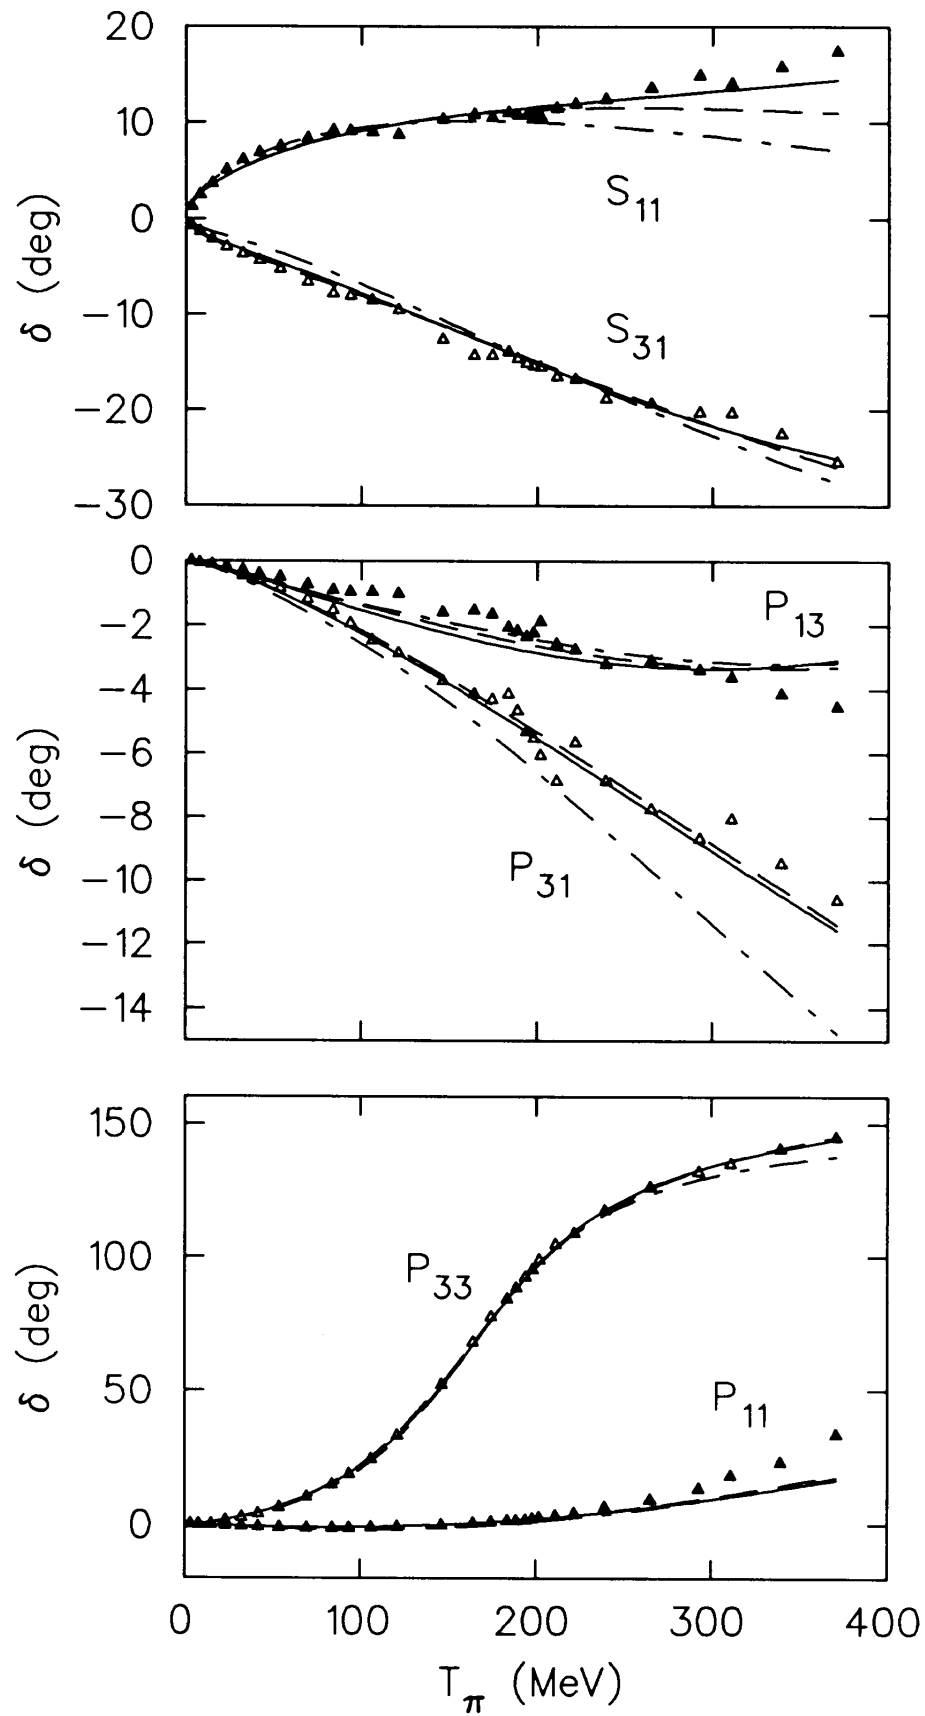 20
10
0
−10
−20
−30
δ (deg)
S₁₁
S₃₁
0
−2
−4
−6
−8
−10
−12
−14
δ (deg)
P₁₃
P₃₁
150
100
50
0
δ (deg)
P₃₃
P₁₁
0 100 200 300 400
T_π (MeV)